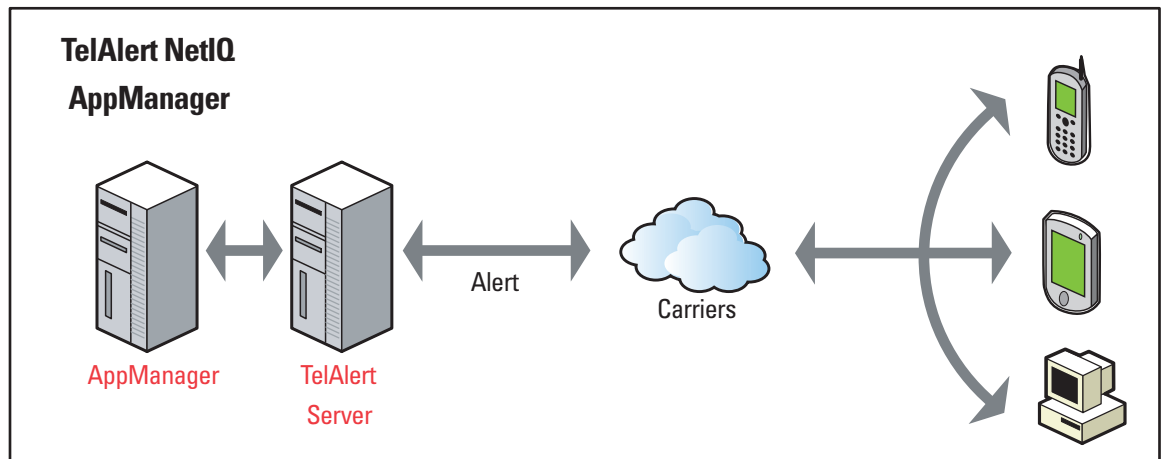 TelAlert NetIQ
AppManager
Alert
Carriers
AppManager
TelAlert
Server